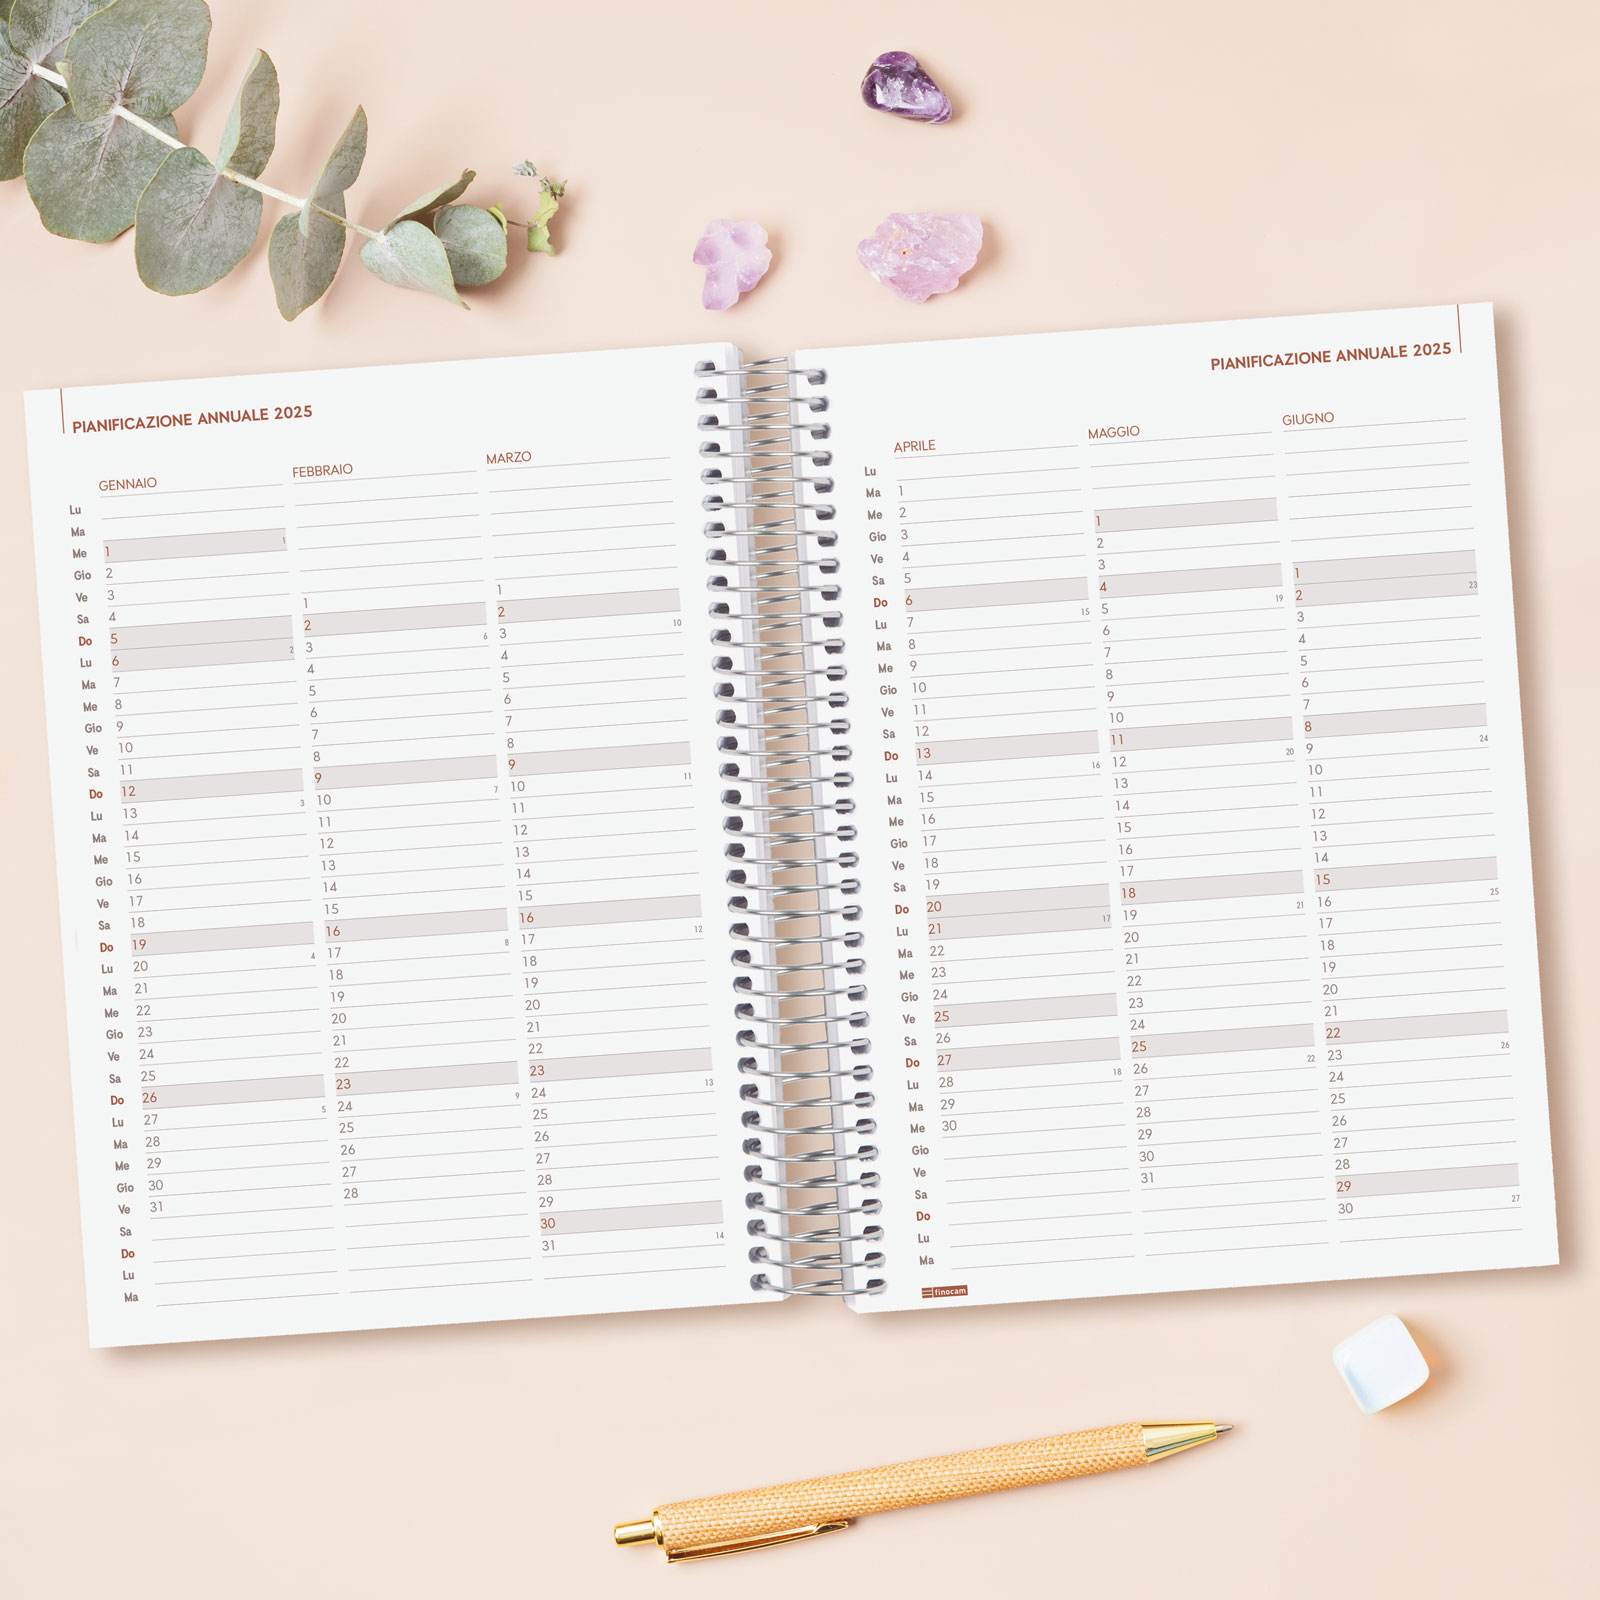 PIANIFICAZIONE ANNUALE 2025
GENNAIO FEBBRAIO MARZO
Lu
Ma
Me 1 1
Gio 2
Ve 3
Sa 4 1 1
Do 5 2 2
Lu 6 2 3 6 3 10
Ma 7 4 4
Me 8 5 5
Gio 9 6 6
Ve 10 7 7
Sa 11 8 8
Do 12 9 9
Lu 13 3 10 7 10 11
Ma 14 11 11
Me 15 12 12
Gio 16 13 13
Ve 17 14 14
Sa 18 15 15
Do 19 16 16
Lu 20 4 17 8 17 12
Ma 21 18 18
Me 22 19 19
Gio 23 20 20
Ve 24 21 21
Sa 25 22 22
Do 26 23 23
Lu 27 5 24 9 24 13
Ma 28 25 25
Me 29 26 26
Gio 30 27 27
Ve 31 28 28
Sa 29
Do 30
Lu 31 14
Ma
PIANIFICAZIONE ANNUALE 2025
APRILE MAGGIO GIUGNO
Lu
Ma 1
Me 2
Gio 3 1
Ve 4 2
Sa 5 3
Do 6 4 1
Lu 7 15 5 19 2 23
Ma 8 6 3
Me 9 7 4
Gio 10 8 5
Ve 11 9 6
Sa 12 10 7
Do 13 11 8
Lu 14 16 12 20 9 24
Ma 15 13 10
Me 16 14 11
Gio 17 15 12
Ve 18 16 13
Sa 19 17 14
Do 20 18 15
Lu 21 17 19 21 16 25
Ma 22 20 17
Me 23 21 18
Gio 24 22 19
Ve 25 23 20
Sa 26 24 21
Do 27 25 22
Lu 28 18 26 22 23 26
Ma 29 27 24
Me 30 28 25
Gio 29 26
Ve 30 27
Sa 31 28
Do 29
Lu 30 27
Ma
finocam